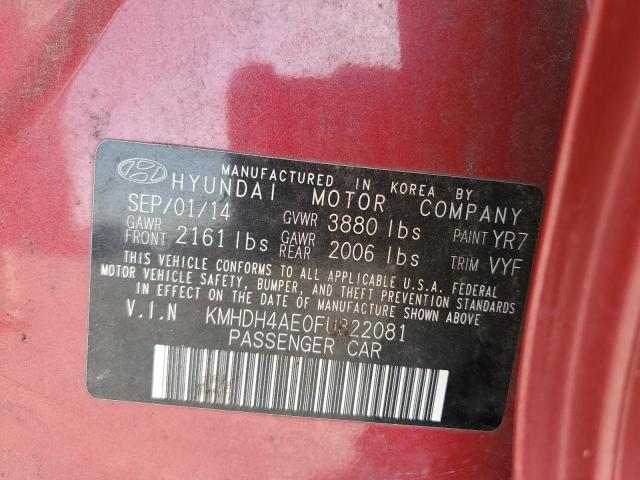 MANUFACTURED IN KOREA BY
HYUNDAI MOTOR COMPANY
SEP/01/14 GVWR 3880 lbs PAINT YR7
GAWR FRONT 2161 lbs GAWR REAR 2006 lbs TRIM VYF
THIS VEHICLE CONFORMS TO ALL APPLICABLE U.S.A. FEDERAL
MOTOR VEHICLE SAFETY, BUMPER, AND THEFT PREVENTION STANDARDS
IN EFFECT ON THE DATE OF MANUFACTURE SHOWN ABOVE.
V.I.N KMHDH4AE0FU322081
PASSENGER CAR